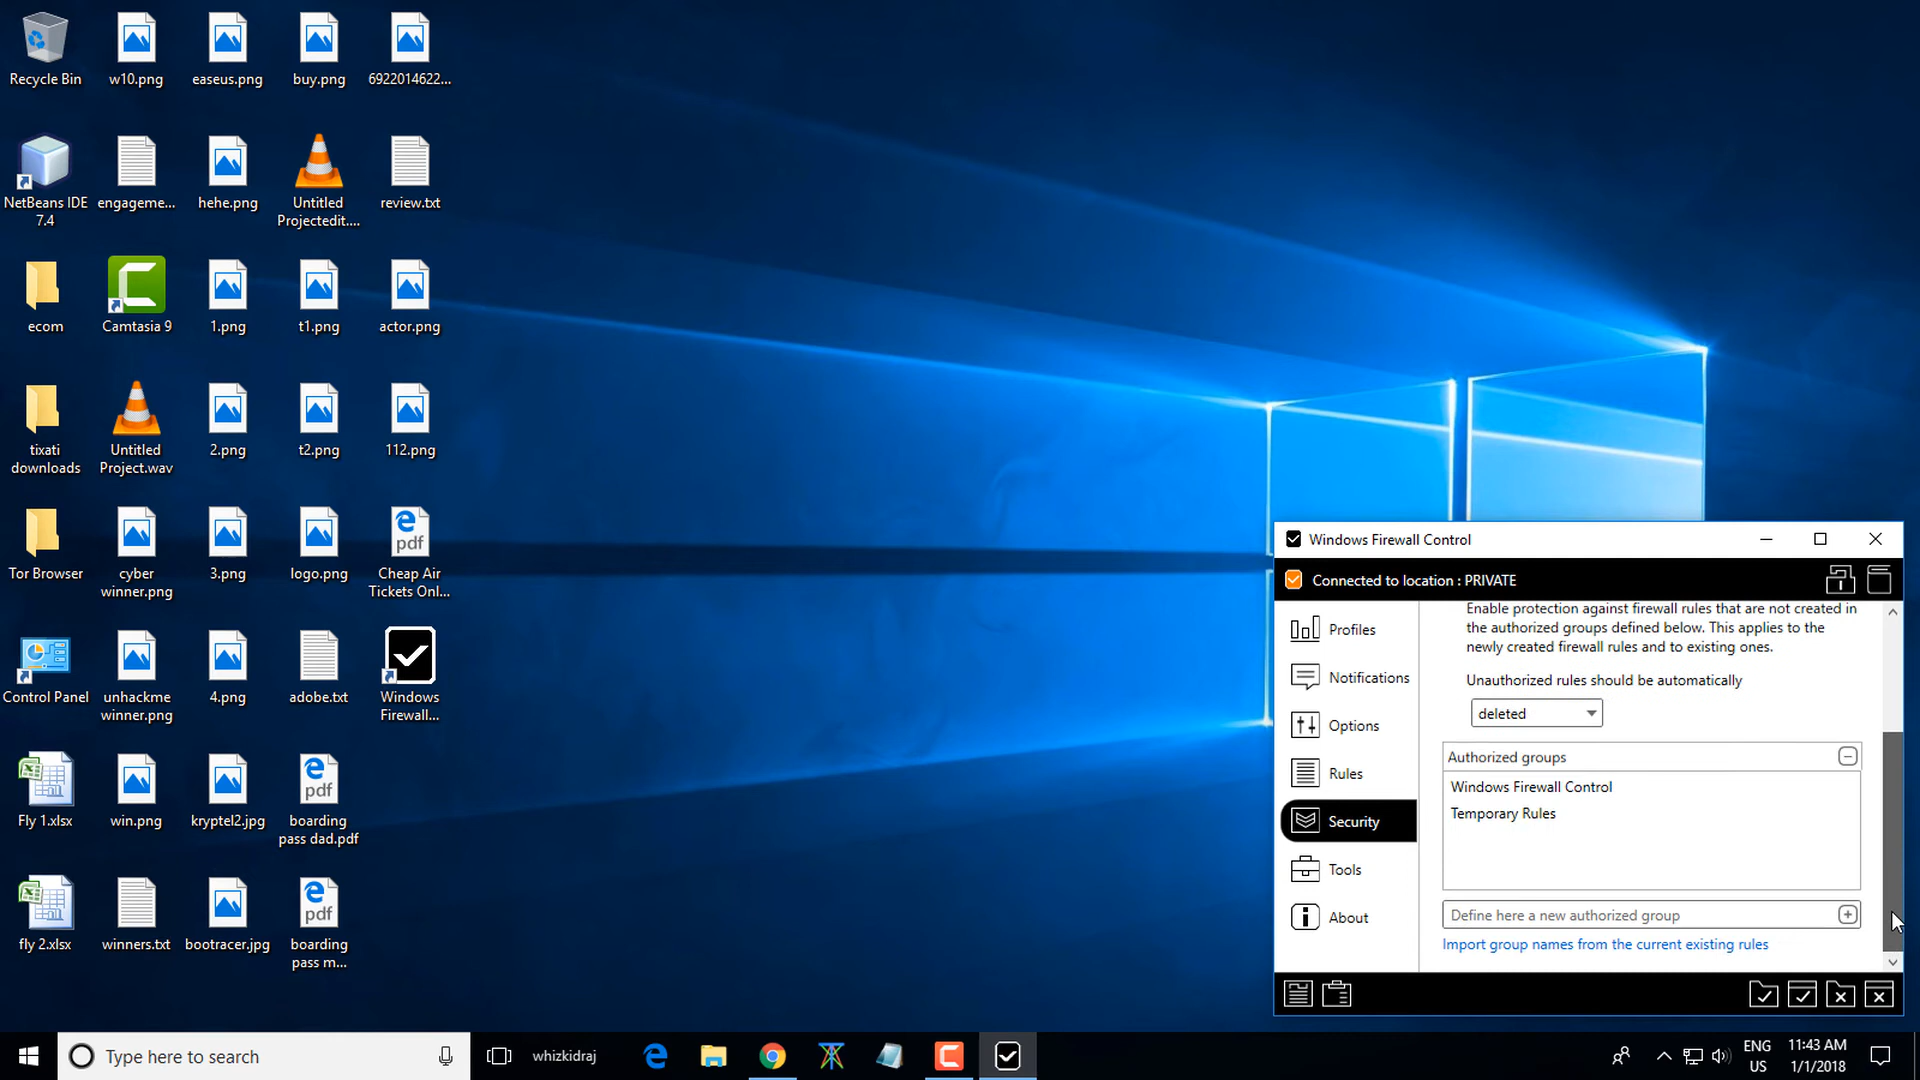 Recycle Bin
w10.png
easeus.png
buy.png
6922014622...
NetBeans IDE
7.4
engageme...
hehe.png
Untitled
Projectedit....
review.txt
ecom
Camtasia 9
1.png
t1.png
actor.png
tixati
downloads
Untitled
Project.wav
2.png
t2.png
112.png
Tor Browser
cyber
winner.png
3.png
logo.png
pdf
Cheap Air
Tickets Onl...
Control Panel
unhackme
winner.png
4.png
adobe.txt
Windows
Firewall...
Fly 1.xlsx
win.png
kryptel2.jpg
pdf
boarding
pass dad.pdf
fly 2.xlsx
winners.txt
bootracer.jpg
pdf
boarding
pass m...
Windows Firewall Control
Connected to location : PRIVATE
Profiles
Notifications
Options
Rules
Security
Tools
About
Enable protection against firewall rules that are not created in
the authorized groups defined below. This applies to the
newly created firewall rules and to existing ones.
Unauthorized rules should be automatically
deleted
Authorized groups
Windows Firewall Control
Temporary Rules
Define here a new authorized group
Import group names from the current existing rules
Type here to search
whizkidraj
ENG
US
11:43 AM
1/1/2018